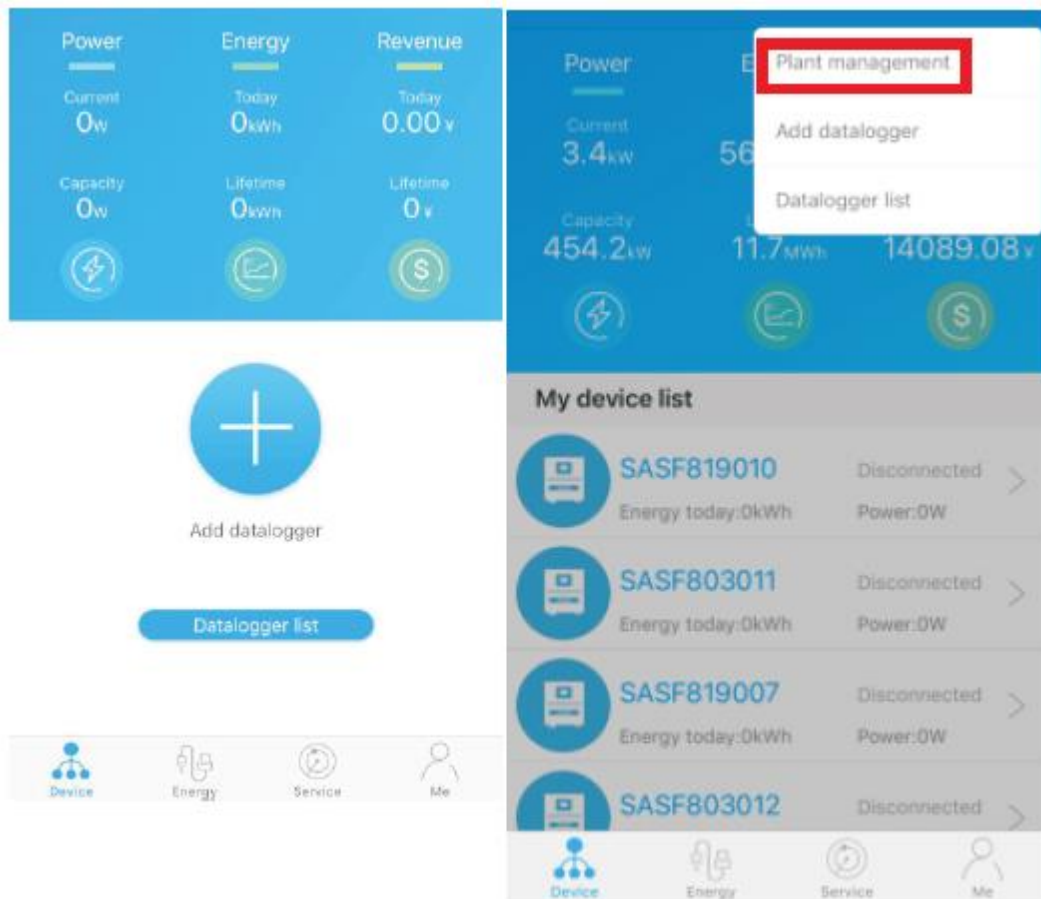 Power Energy Revenue
Current Today Today
0W 0kWh 0.00 ¥
Capacity Lifetime Lifetime
0W 0kWh 0 ¥
Add datalogger
Datalogger list
Device Energy Service Me
Plant management
Power E
Add datalogger
Current
3.4kW 56
Datalogger list
Capacity L
454.2kW 11.7MWh 14089.08 ¥
My device list
SASF819010 Disconnected
Energy today:0kWh Power:0W
SASF803011 Disconnected
Energy today:0kWh Power:0W
SASF819007 Disconnected
Energy today:0kWh Power:0W
SASF803012 Disconnected
Device Energy Service Me